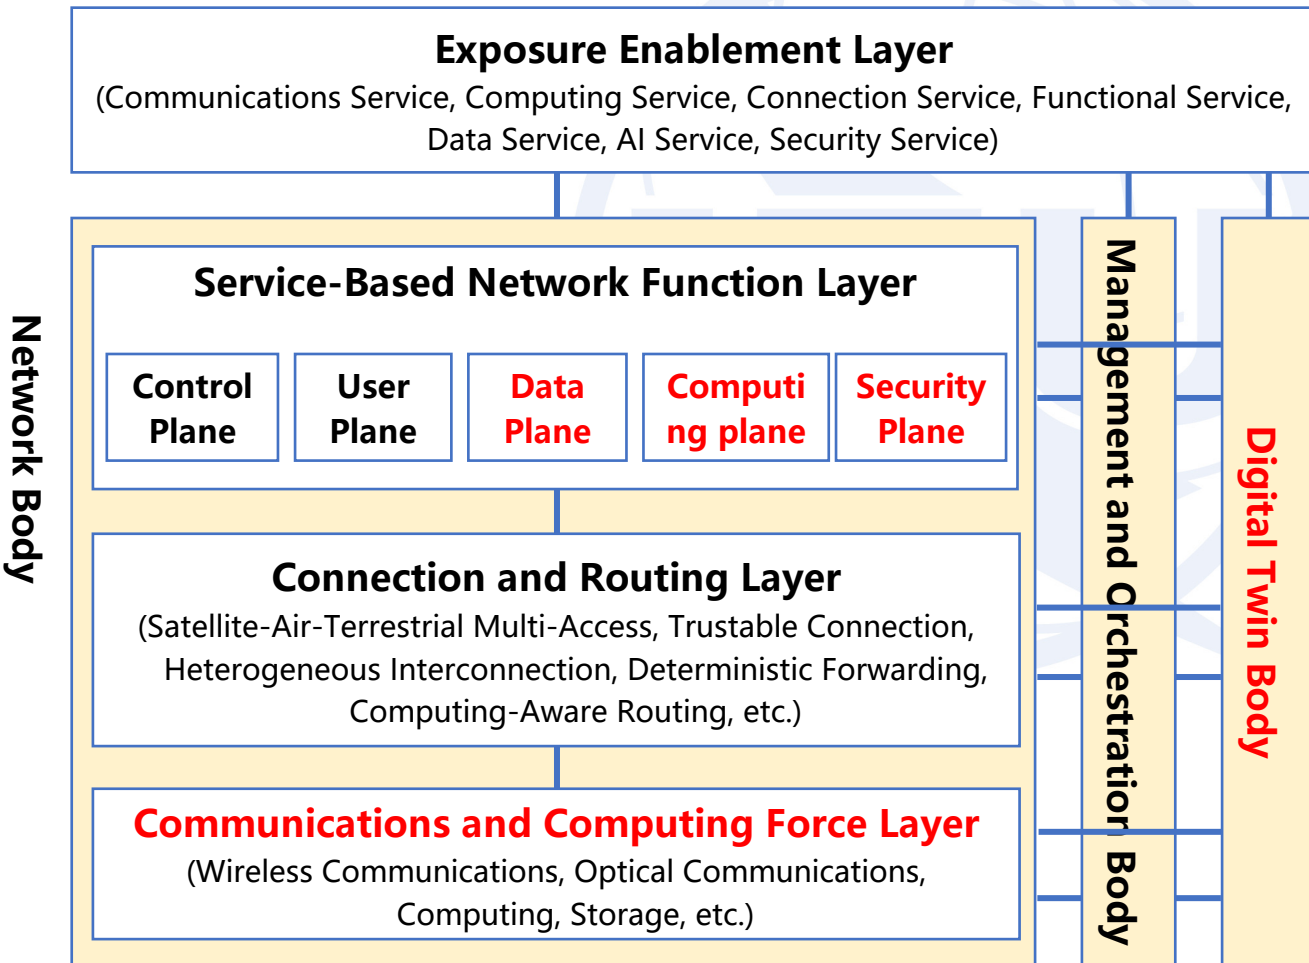 Exposure Enablement Layer
(Communications Service, Computing Service, Connection Service, Functional Service,
Data Service, AI Service, Security Service)
Network Body
Service-Based Network Function Layer
Control
Plane
User
Plane
Data
Plane
Computi
ng plane
Security
Plane
Connection and Routing Layer
(Satellite-Air-Terrestrial Multi-Access, Trustable Connection,
Heterogeneous Interconnection, Deterministic Forwarding,
Computing-Aware Routing, etc.)
Communications and Computing Force Layer
(Wireless Communications, Optical Communications,
Computing, Storage, etc.)
Management and Orchestration Body
Digital Twin Body